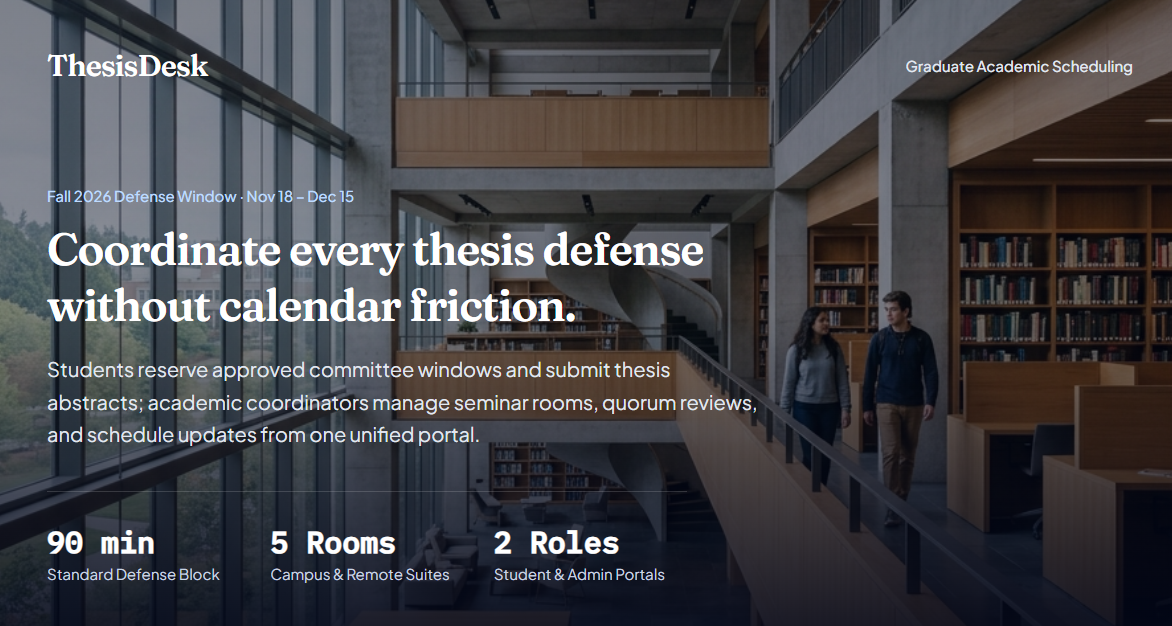 ThesisDesk
Graduate Academic Scheduling
Fall 2026 Defense Window · Nov 18 – Dec 15
Coordinate every thesis defense
without calendar friction.
Students reserve approved committee windows and submit thesis
abstracts; academic coordinators manage seminar rooms, quorum reviews,
and schedule updates from one unified portal.
90 min
5 Rooms
2 Roles
Standard Defense Block
Campus & Remote Suites
Student & Admin Portals